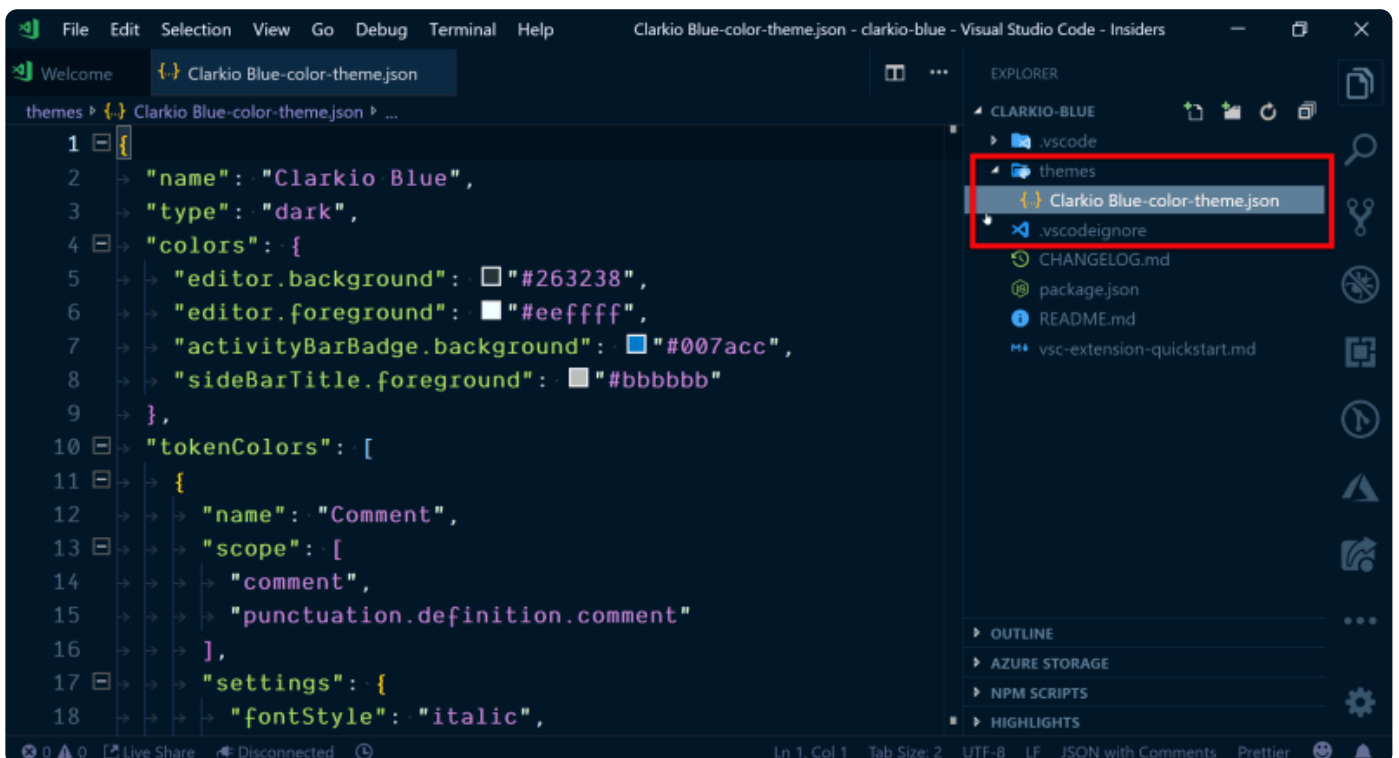 File Edit Selection View Go Debug Terminal Help Clarkio Blue-color-theme.json - clarkio-blue - Visual Studio Code - Insiders
Welcome {..} Clarkio Blue-color-theme.json
themes {..} Clarkio Blue-color-theme.json ...
1 {
2 "name": "Clarkio Blue",
3 "type": "dark",
4 "colors": {
5 "editor.background": "#263238",
6 "editor.foreground": "#eeffff",
7 "activityBarBadge.background": "#007acc",
8 "sideBarTitle.foreground": "#bbbbbb"
9 },
10 "tokenColors": [
11 {
12 "name": "Comment",
13 "scope": [
14 "comment",
15 "punctuation.definition.comment"
16 ],
17 "settings": {
18 "fontStyle": "italic",
EXPLORER
CLARKIO-BLUE
.vscode
themes
{..} Clarkio Blue-color-theme.json
.vscodeignore
CHANGELOG.md
package.json
README.md
M+ vsc-extension-quickstart.md
OUTLINE
AZURE STORAGE
NPM SCRIPTS
HIGHLIGHTS
0 0 Live Share Disconnected Ln 1, Col 1 Tab Size: 2 UTF-8 LF JSON with Comments Prettier